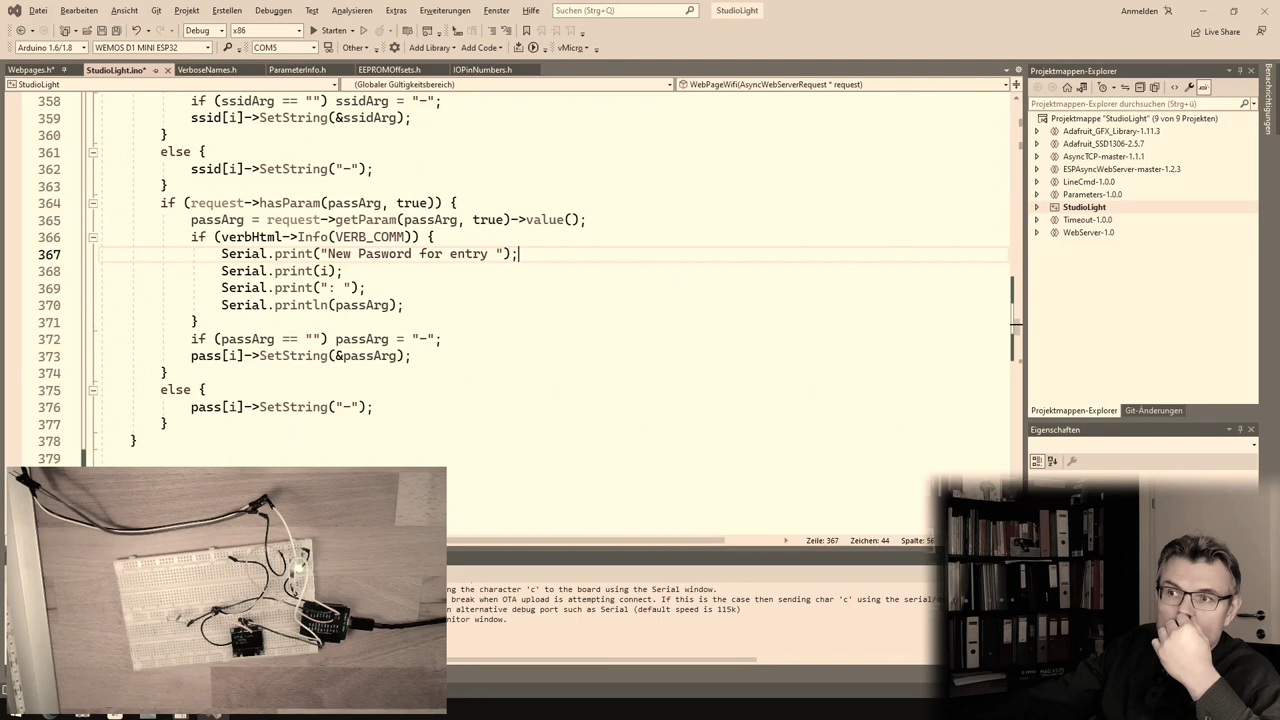 Datei Bearbeiten Ansicht Git Projekt Erstellen Debuggen Test Analysieren Extras Erweiterungen Fenster Hilfe Suchen (Strg+Q) StudioLight Anmelden
Debug x86 Starten Live Share
Arduino 1.6/1.8 WEMOS D1 MINI ESP32 COM5 Other Add Library Add Code vMicro
Webpages.h* StudioLight.ino* VerboseNames.h ParameterInfo.h EEPROMOffsets.h IOPinNumbers.h
StudioLight (Globaler Gültigkeitsbereich) WebPageWifi(AsyncWebServerRequest * request)
358 if (ssidArg == "") ssidArg = "-";
359 ssid[i]->SetString(&ssidArg);
360 }
361 else {
362 ssid[i]->SetString("-");
363 }
364 if (request->hasParam(passArg, true)) {
365 passArg = request->getParam(passArg, true)->value();
366 if (verbHtml->Info(VERB_COMM)) {
367 Serial.print("New Pasword for entry ");
368 Serial.print(i);
369 Serial.print(": ");
370 Serial.println(passArg);
371 }
372 if (passArg == "") passArg = "-";
373 pass[i]->SetString(&passArg);
374 }
375 else {
376 pass[i]->SetString("-");
377 }
378 }
379
Zeile: 367 Zeichen: 44 Spalte: 56
ng the character 'c' to the board using the Serial window.
break when OTA upload is attempting connect. If this is the case then sending char 'c' using the serial/
n alternative debug port such as Serial (default speed is 115k)
nitor window.
Projektmappen-Explorer
Projektmappen-Explorer durchsuchen (Strg+ü)
Projektmappe "StudioLight" (9 von 9 Projekten)
Adafruit_GFX_Library-1.11.3
Adafruit_SSD1306-2.5.7
AsyncTCP-master-1.1.1
ESPAsyncWebServer-master-1.2.3
LineCmd-1.0.0
Parameters-1.0.0
StudioLight
Timeout-1.0.0
WebServer-1.0
Projektmappen-Explorer Git-Änderungen
Eigenschaften
Benachrichtigungen